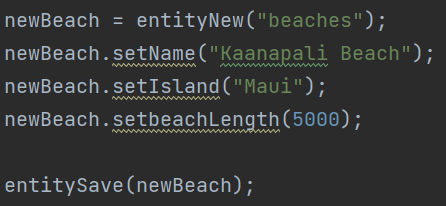 newBeach = entityNew("beaches");
newBeach.setName("Kaanapali Beach");
newBeach.setIsland("Maui");
newBeach.setbeachLength(5000);
entitySave(newBeach);